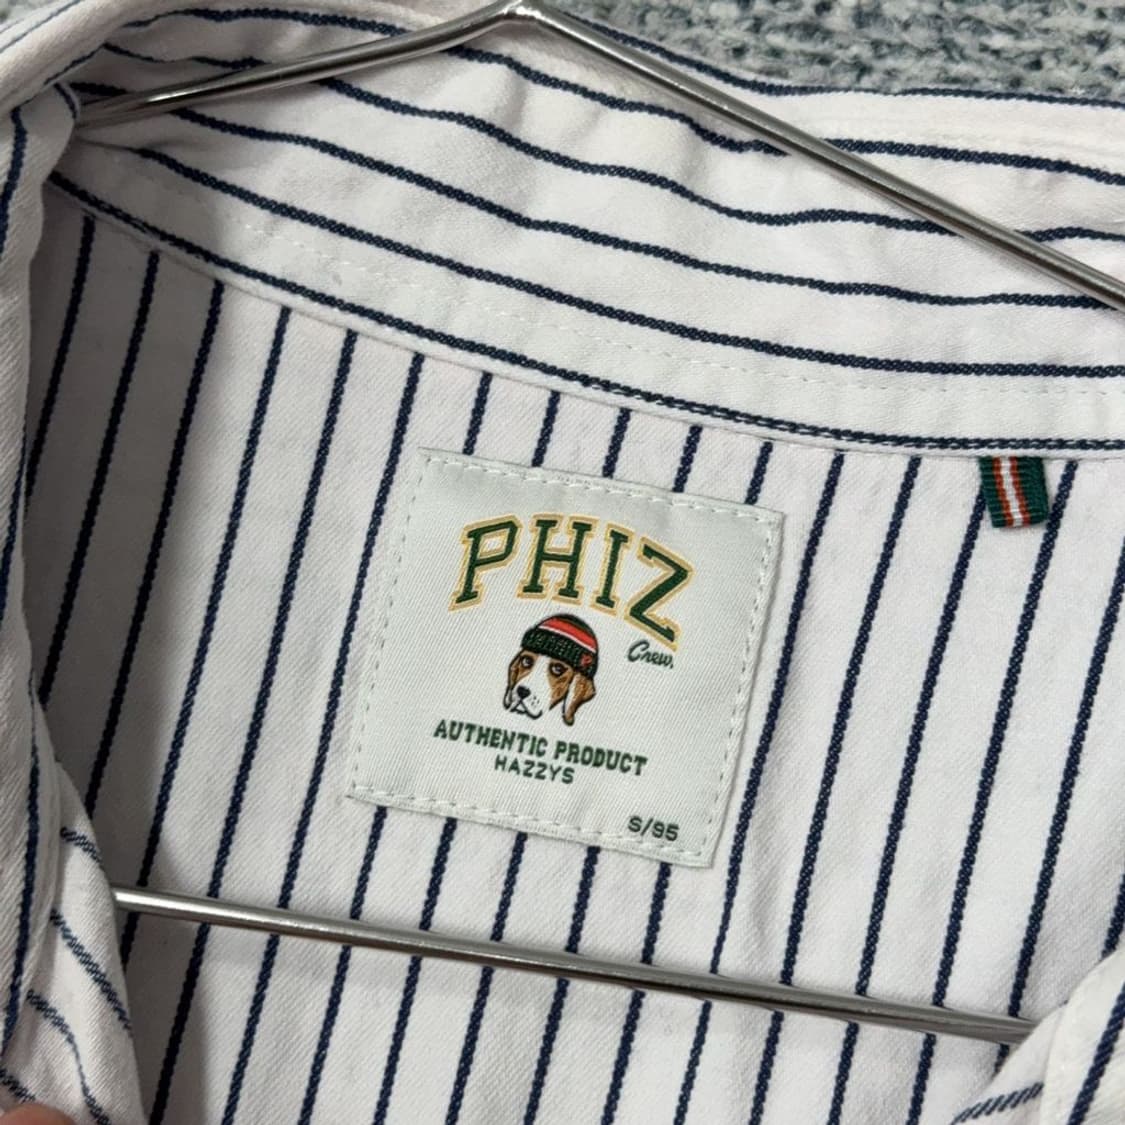 PHIZ
Crew.
AUTHENTIC PRODUCT
HAZZYS
S/95